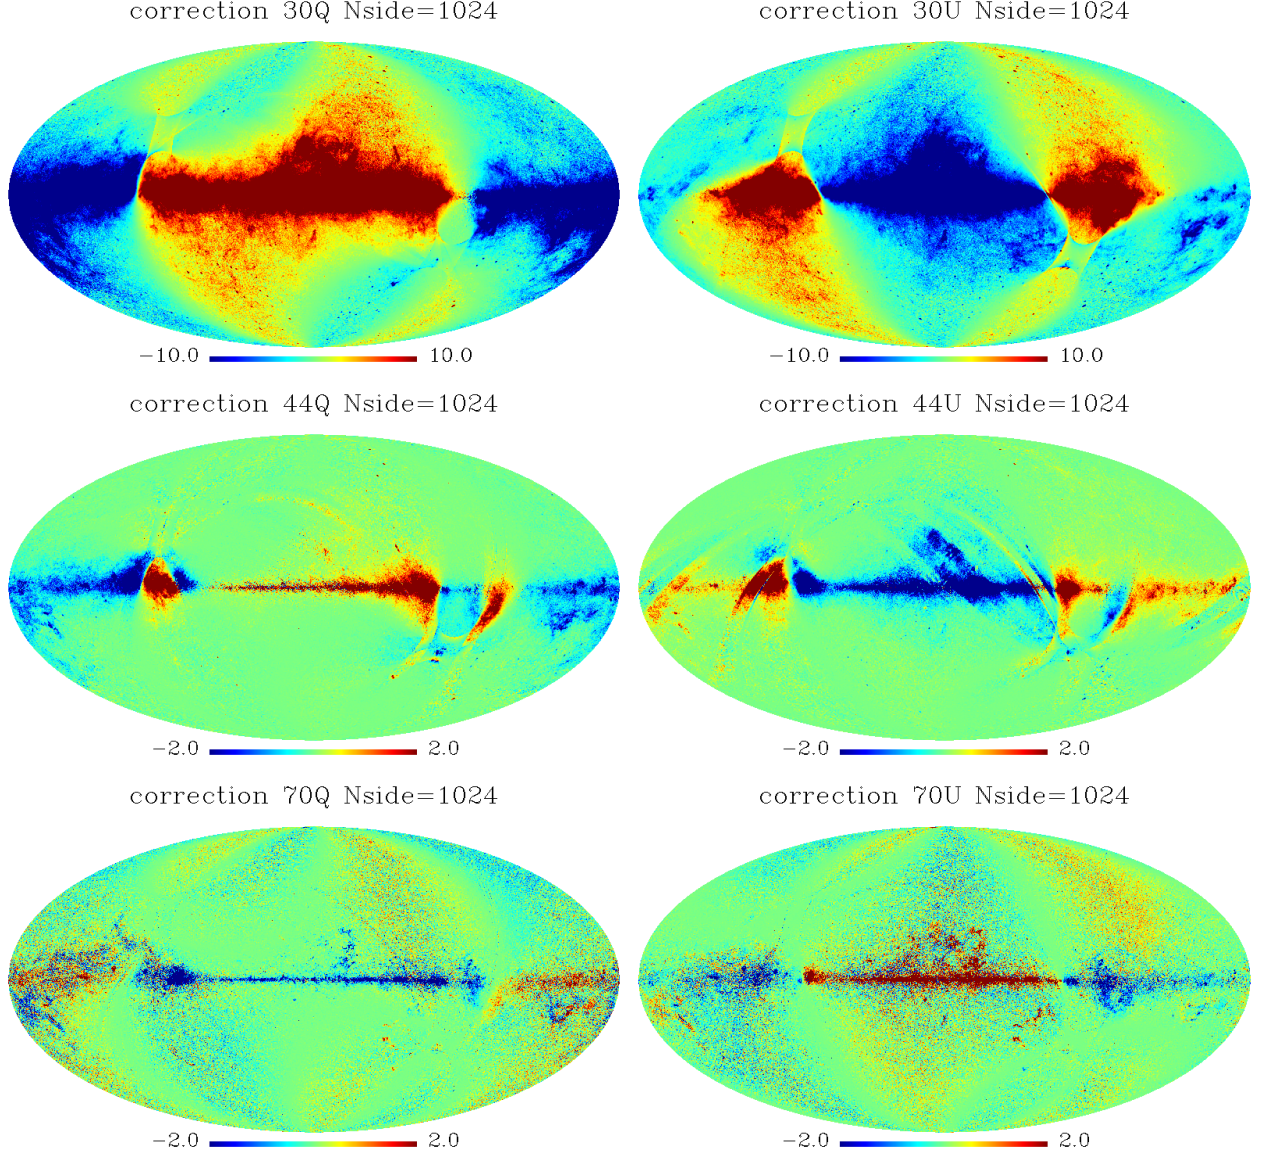 correction 30Q Nside=1024
correction 30U Nside=1024
−10.0 10.0
−10.0 10.0
correction 44Q Nside=1024
correction 44U Nside=1024
−2.0 2.0
−2.0 2.0
correction 70Q Nside=1024
correction 70U Nside=1024
−2.0 2.0
−2.0 2.0